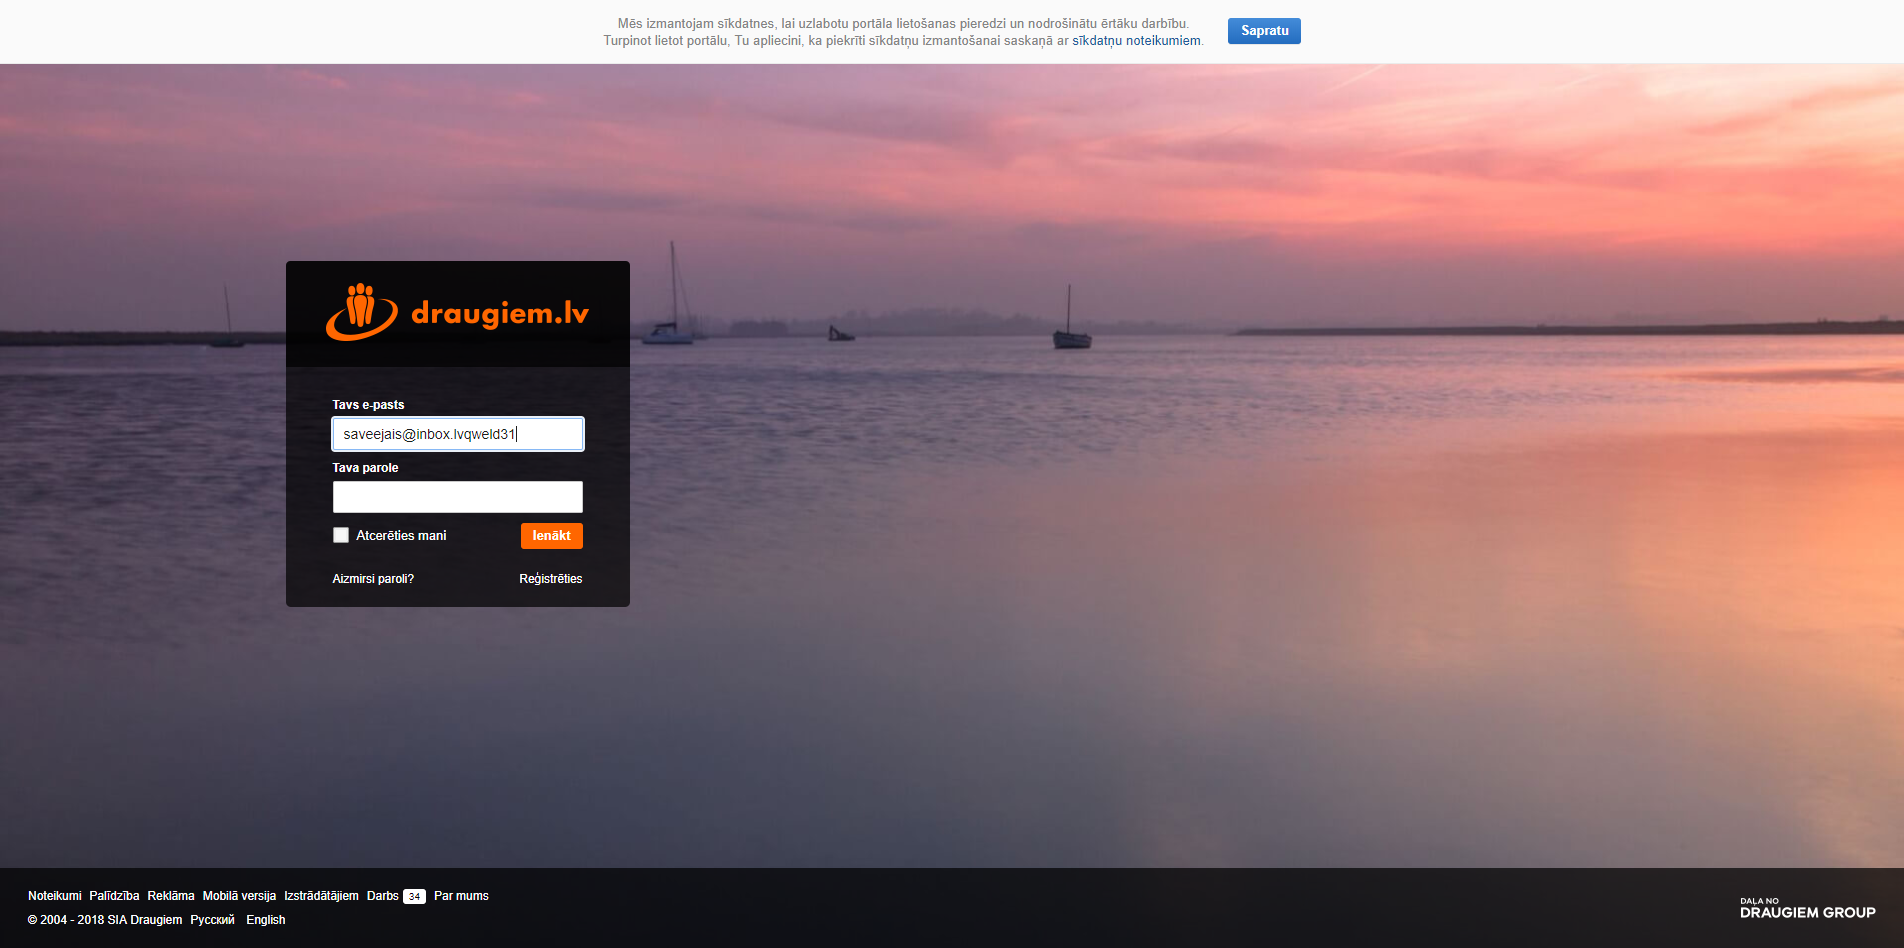 Mēs izmantojam sīkdatnes, lai uzlabotu portāla lietošanas pieredzi un nodrošinātu ērtāku darbību.
Turpinot lietot portālu, Tu apliecini, ka piekrīti sīkdatņu izmantošanai saskaņā ar sīkdatņu noteikumiem.
Sapratu
draugiem.lv
Tavs e-pasts
saveejais@inbox.lvqweld31
Tava parole
Atcerēties mani
Ienākt
Aizmirsi paroli?
Reģistrēties
Noteikumi Palīdzība Reklāma Mobilā versija Izstrādātājiem Darbs 34 Par mums
© 2004 - 2018 SIA Draugiem Русский English
DAĻA NO
DRAUGIEM GROUP